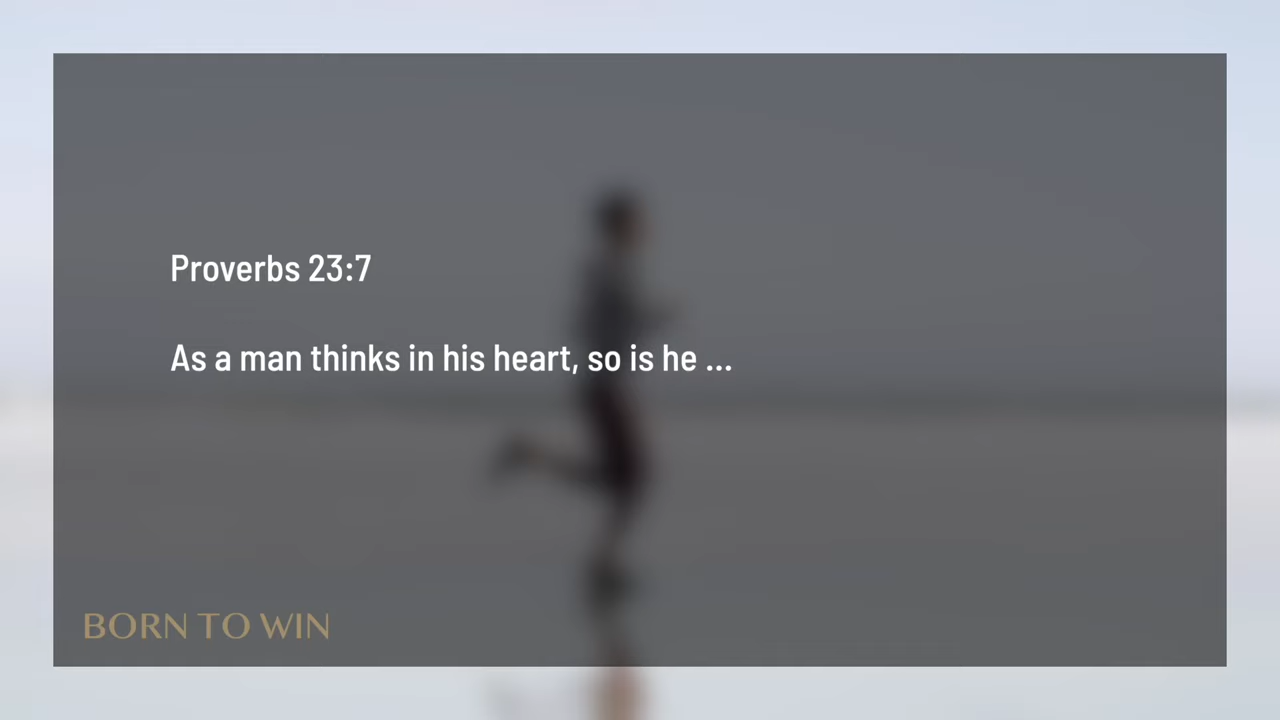 Proverbs 23:7
As a man thinks in his heart, so is he ...
BORN TO WIN